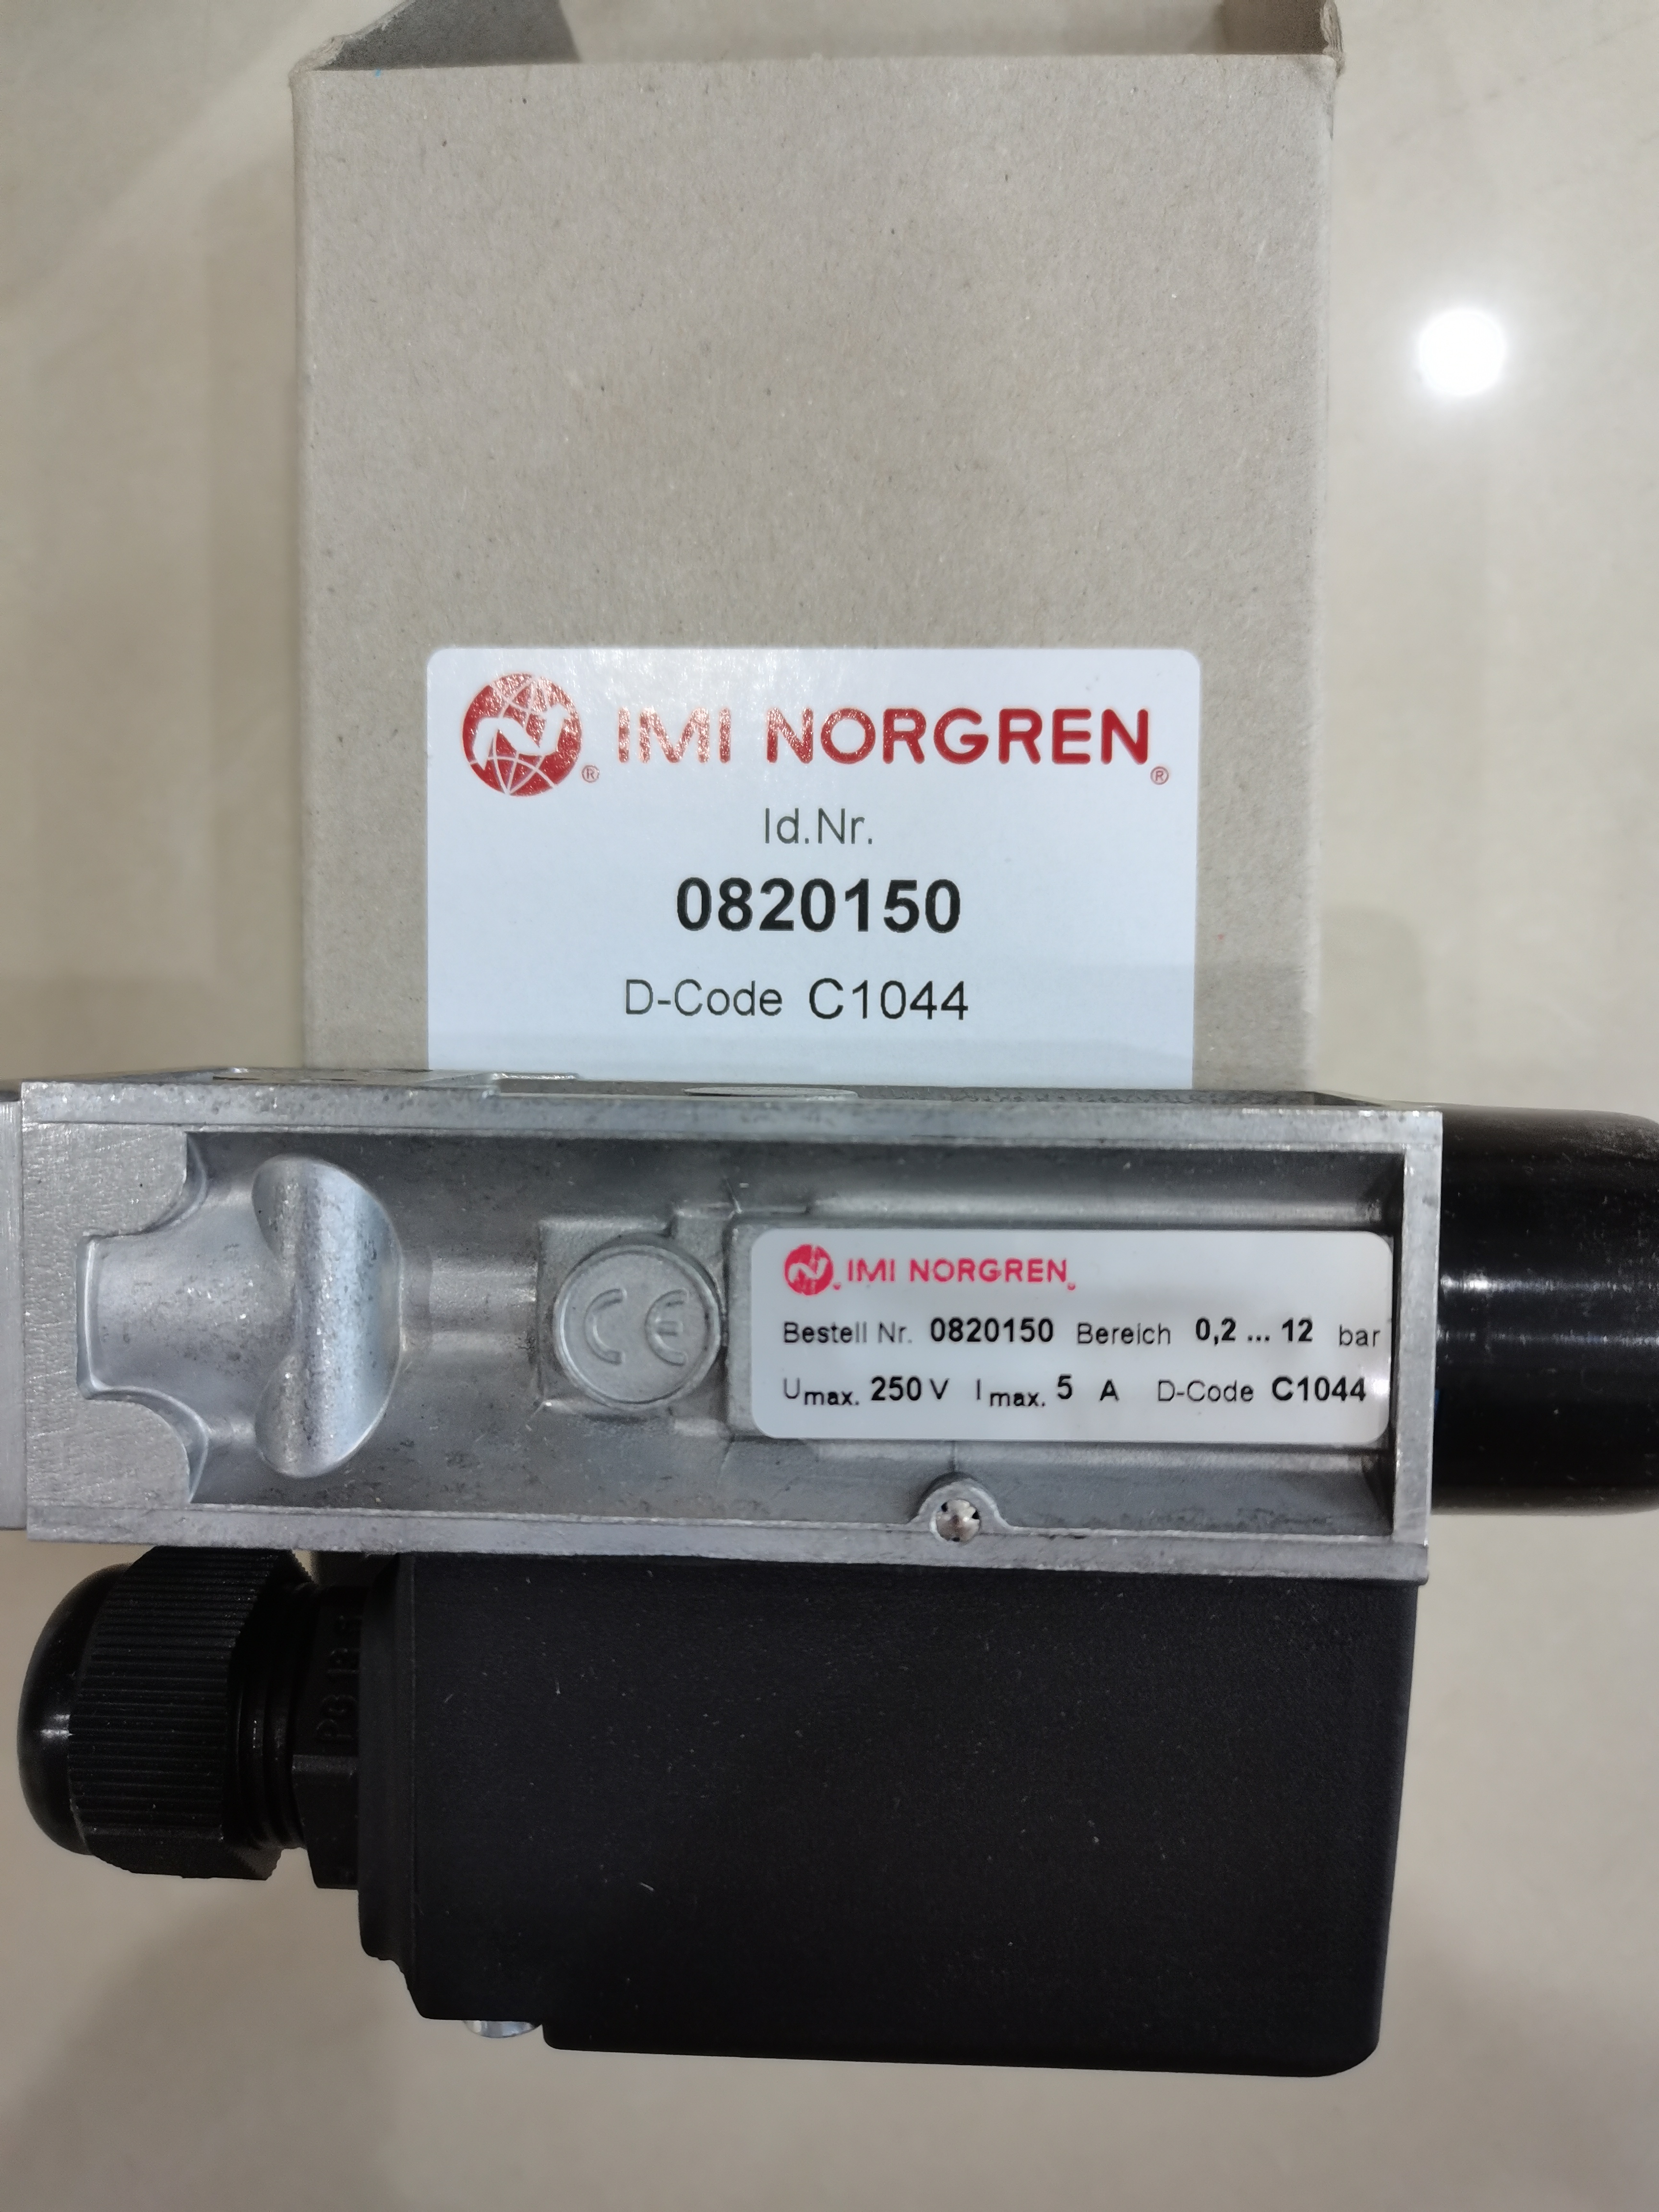 ® IMI NORGREN ®
Id.Nr.
0820150
D-Code C1044
CE
IMI NORGREN
Bestell Nr. 0820150 Bereich 0,2 ... 12 bar
Umax. 250 V Imax. 5 A D-Code C1044